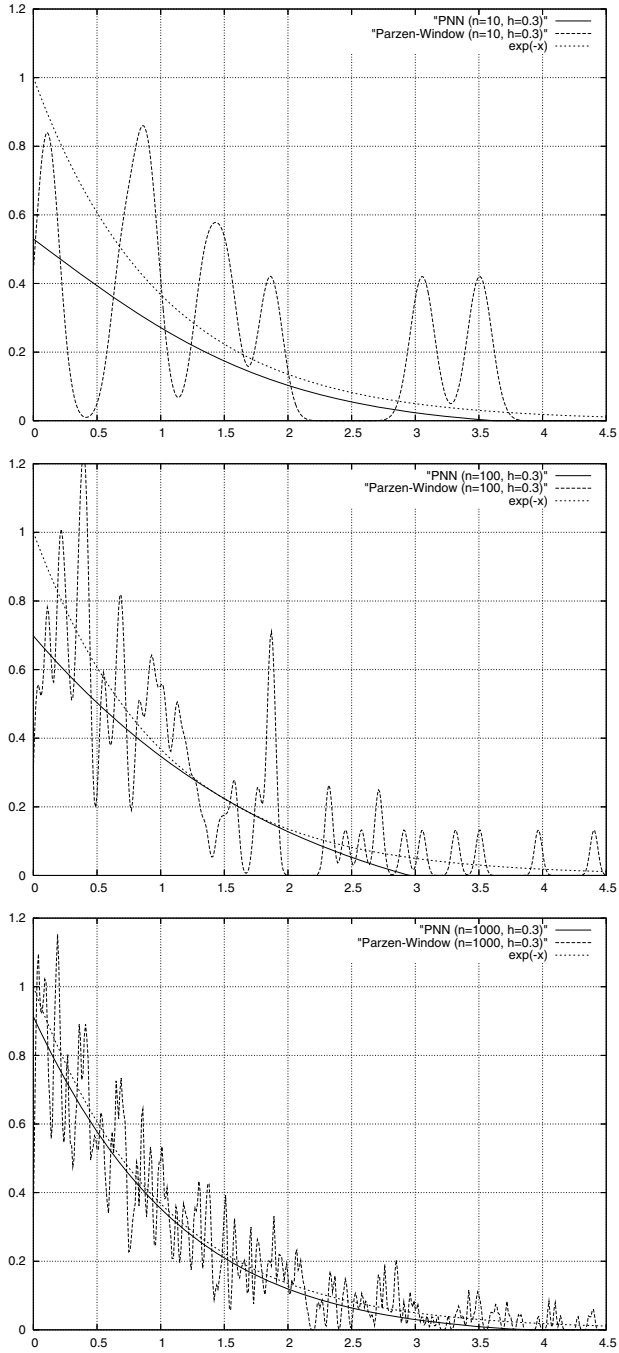 1.2
1
0.8
0.6
0.4
0.2
0
"PNN (n=10, h=0.3)"
"Parzen-Window (n=10, h=0.3)"
exp(-x)
0 0.5 1 1.5 2 2.5 3 3.5 4 4.5
1.2
1
0.8
0.6
0.4
0.2
0
"PNN (n=100, h=0.3)"
"Parzen-Window (n=100, h=0.3)"
exp(-x)
0 0.5 1 1.5 2 2.5 3 3.5 4 4.5
1.2
1
0.8
0.6
0.4
0.2
0
"PNN (n=1000, h=0.3)"
"Parzen-Window (n=1000, h=0.3)"
exp(-x)
0 0.5 1 1.5 2 2.5 3 3.5 4 4.5